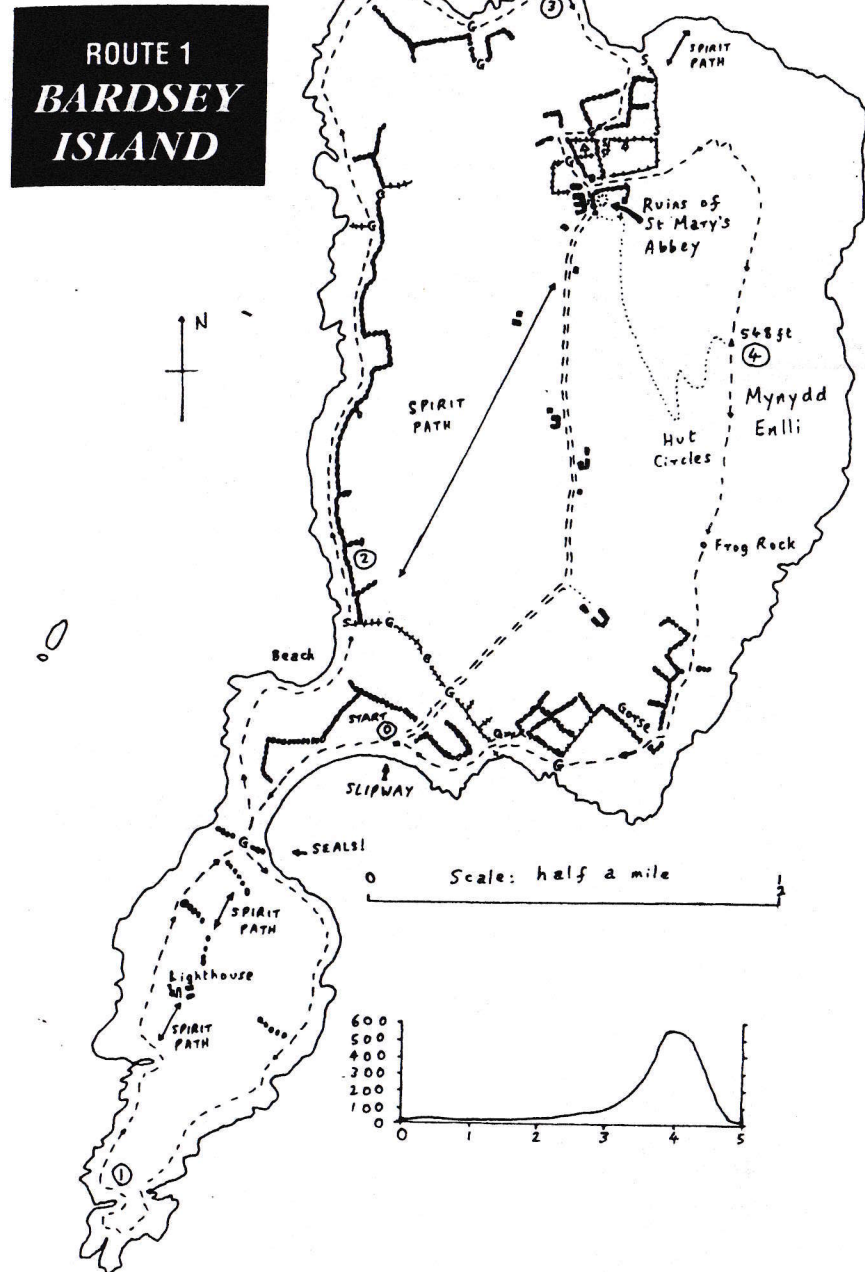 ROUTE 1
BARDSEY
ISLAND
G
3
G
S
SPIRIT
PATH
G
G
G
G
Ruins of
St Mary's
Abbey
N
548 ft
4
Mynydd
Enlli
SPIRIT
PATH
Hut
Circles
Frog Rock
2
S
G
Beach
G
Gorse
START
0
G
SLIPWAY
G
SEALS!
0
Scale: half a mile
1
2
SPIRIT
PATH
Lighthouse
SPIRIT
PATH
1
600
500
400
300
200
100
0
0 1 2 3 4 5